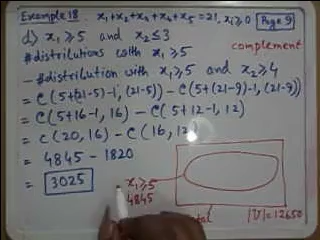 Example 18. x₁+x₂+x₃+x₄+x₅=21, xᵢ≥0 Page 9
d) x₁≥5 and x₂≤3
complement
#distributions with x₁≥5
-#distribution with x₁≥5 and x₂≥4
=C(5+(21-5)-1,(21-5)) - C(5+(21-9)-1,(21-9))
=C(5+16-1,16) - C(5+12-1,12)
=C(20,16) - C(16,12)
=4845 - 1820
=3025
x₁≥5
4845
|U|=12650